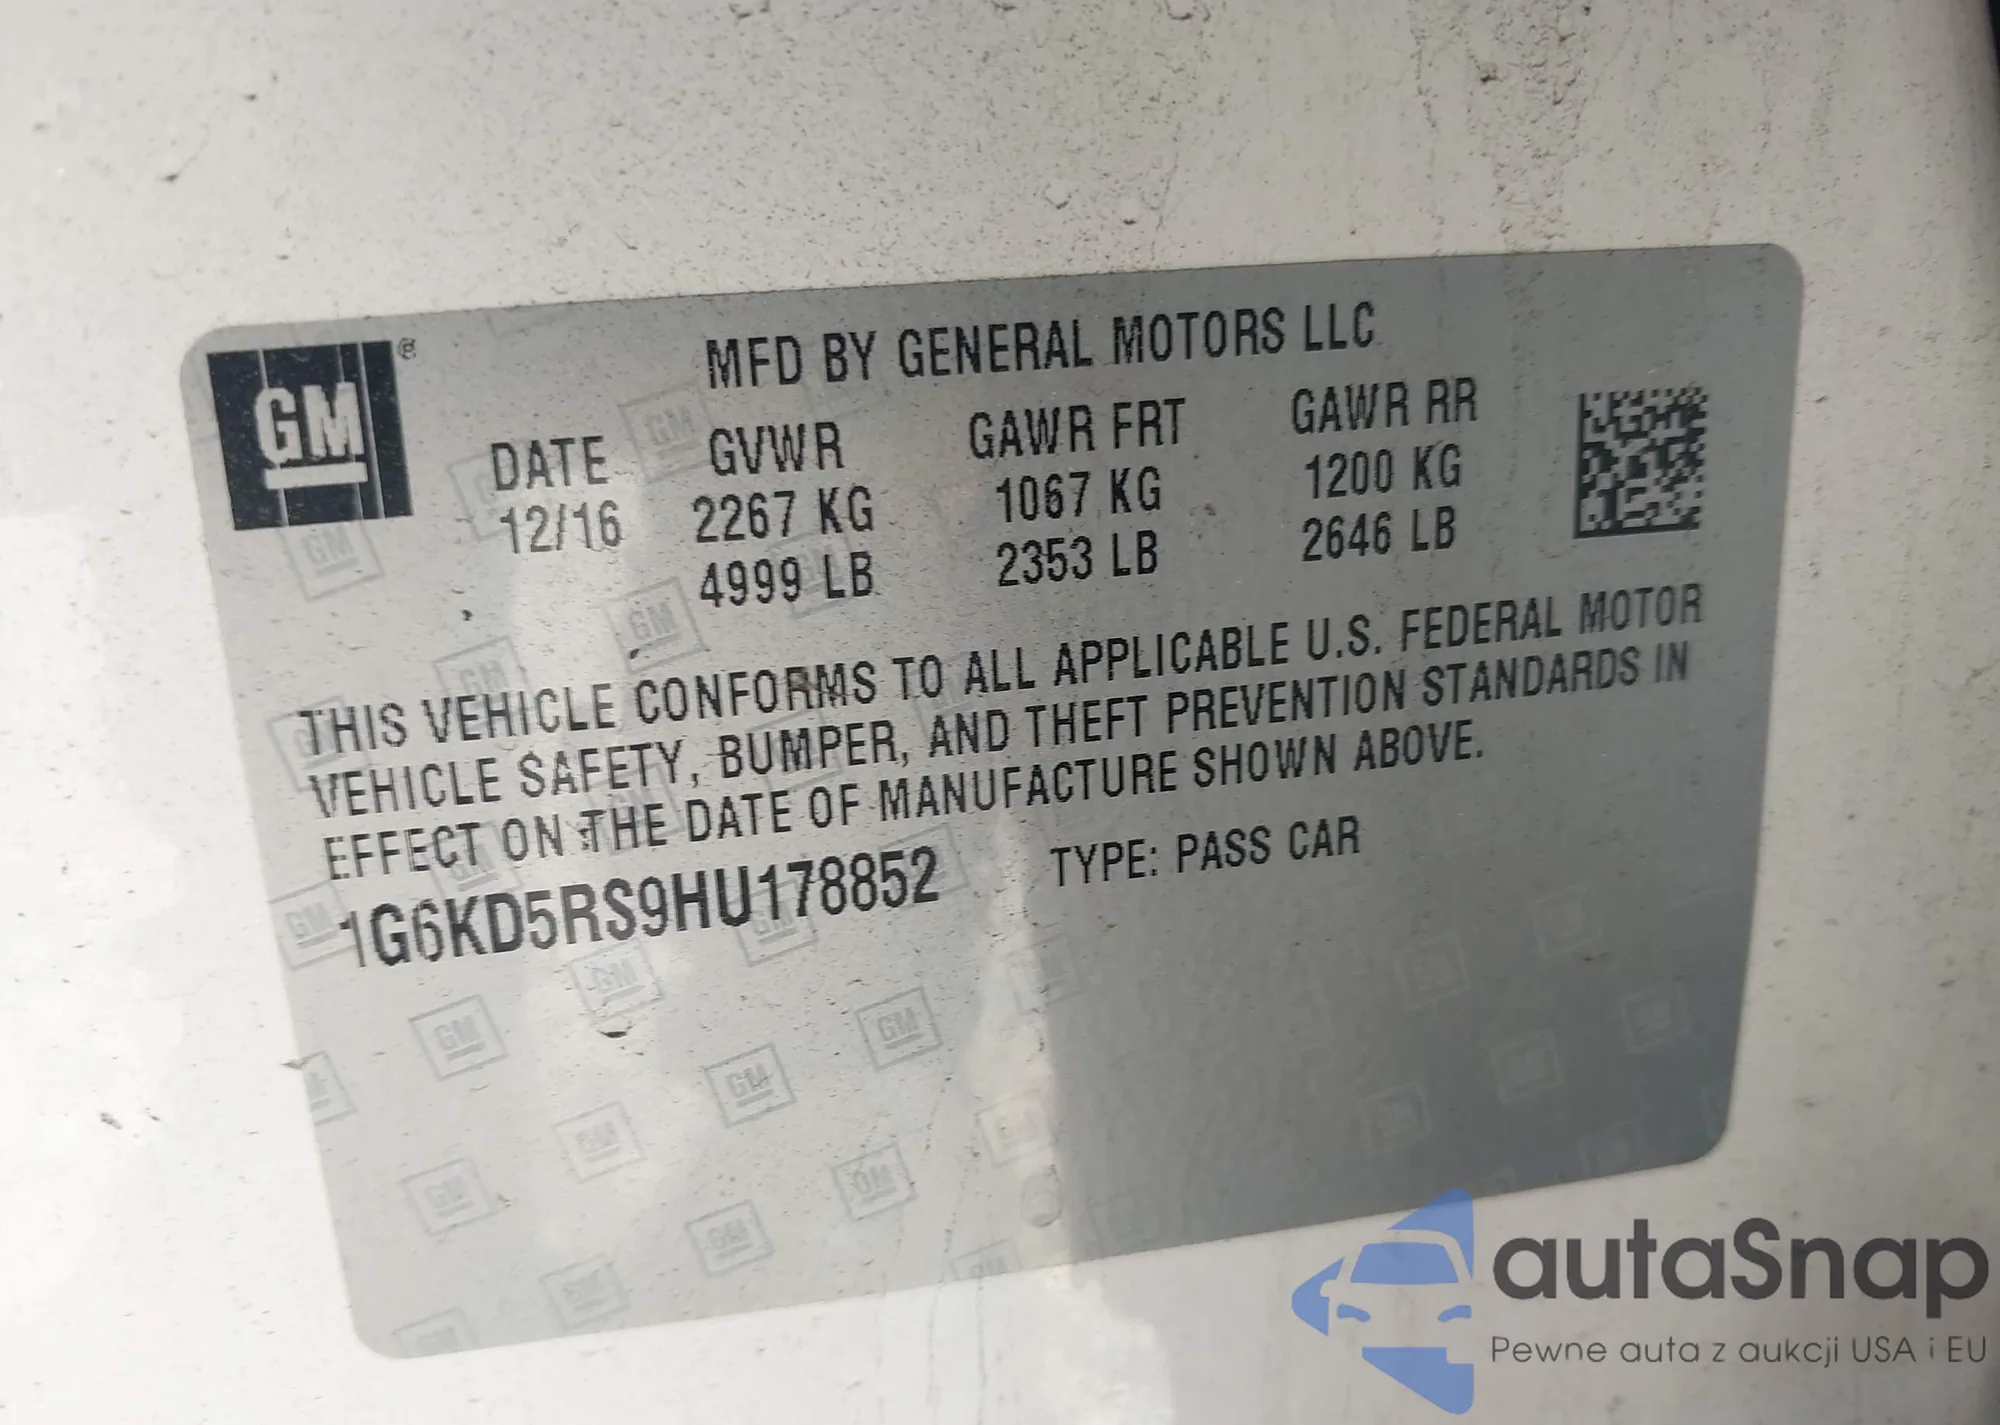 GM®
MFD BY GENERAL MOTORS LLC
DATE GVWR GAWR FRT GAWR RR
12/16 2267 KG 1067 KG 1200 KG
4999 LB 2353 LB 2646 LB
THIS VEHICLE CONFORMS TO ALL APPLICABLE U.S. FEDERAL MOTOR
VEHICLE SAFETY, BUMPER, AND THEFT PREVENTION STANDARDS IN
EFFECT ON THE DATE OF MANUFACTURE SHOWN ABOVE.
1G6KD5RS9HU178852 TYPE: PASS CAR
autaSnap
Pewne auta z aukcji USA i EU